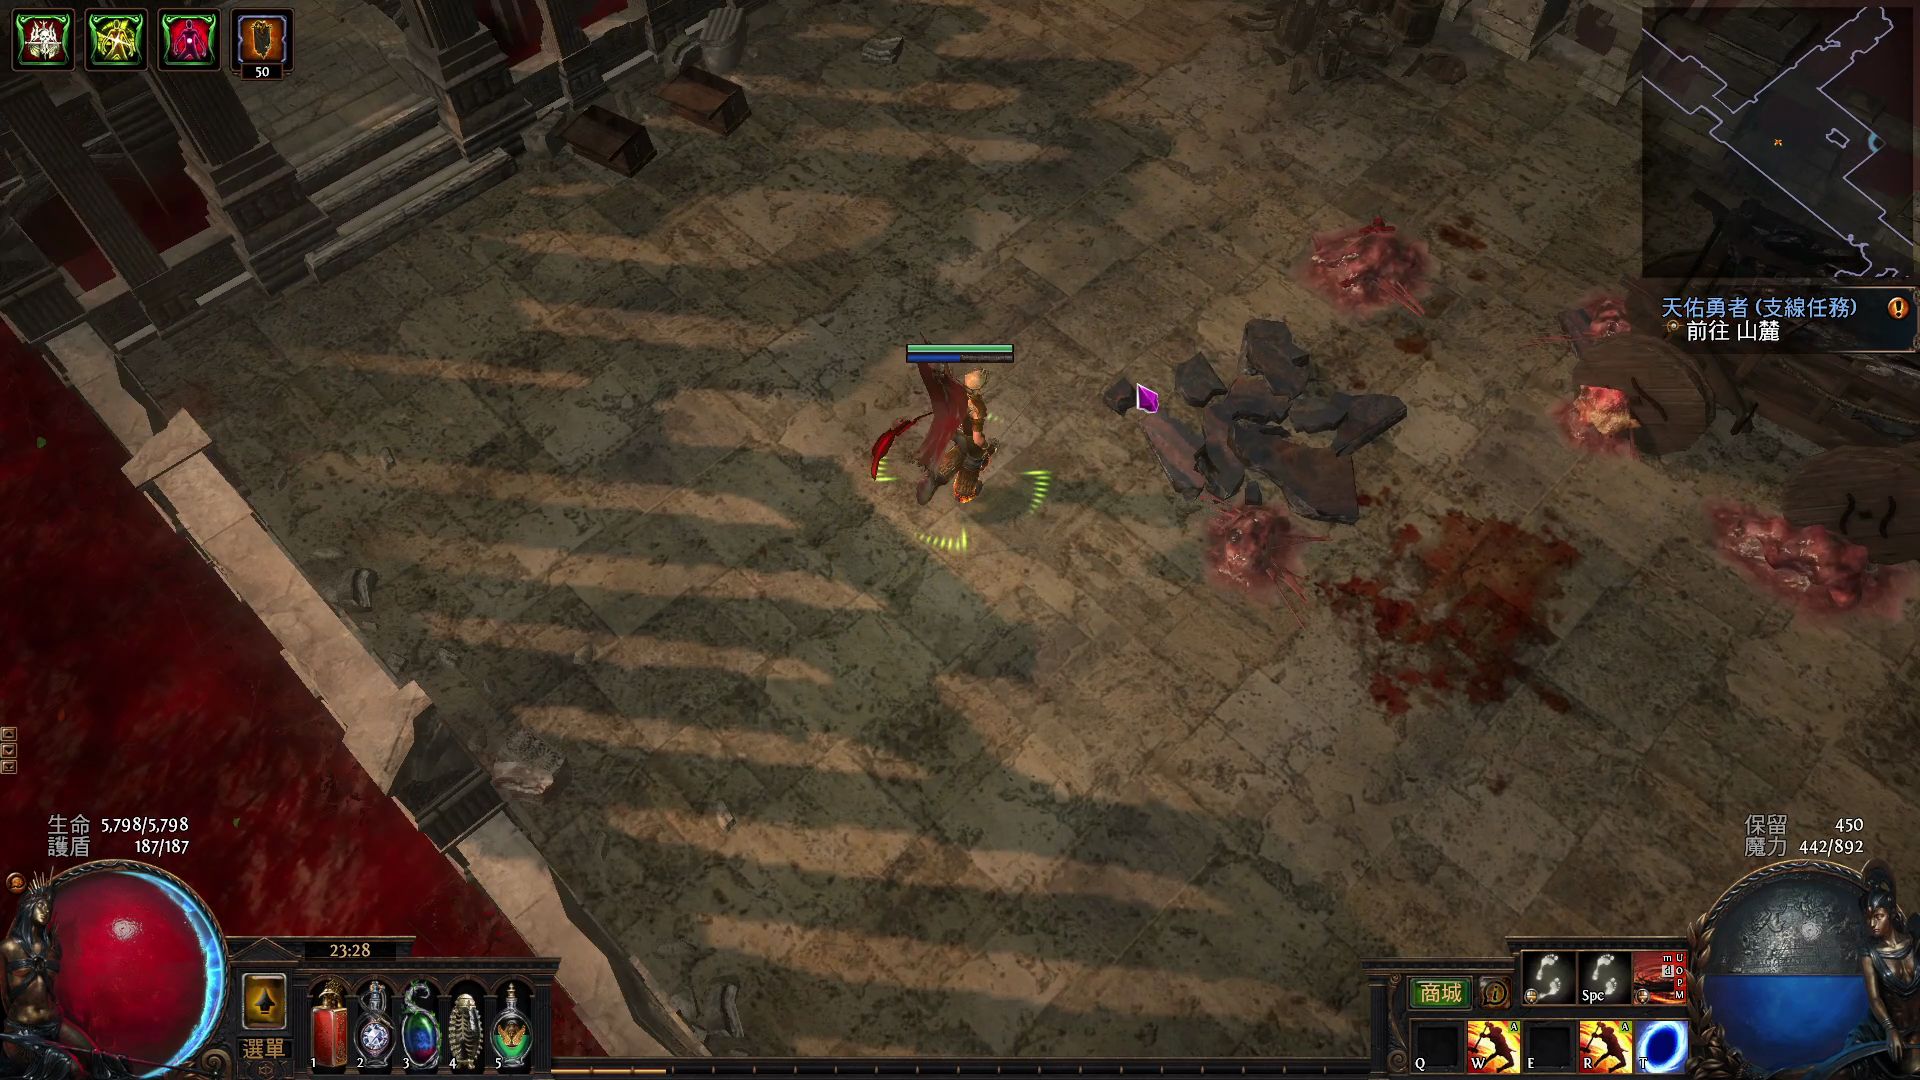 50
天佑勇者 (支線任務)
前往 山麓
生命 5,798/5,798
護盾 187/187
保留 450
魔力 442/892
23:28
選單
1 2 3 4 5
商城
Spc
m U
d O
P
M
A A
Q W E R T